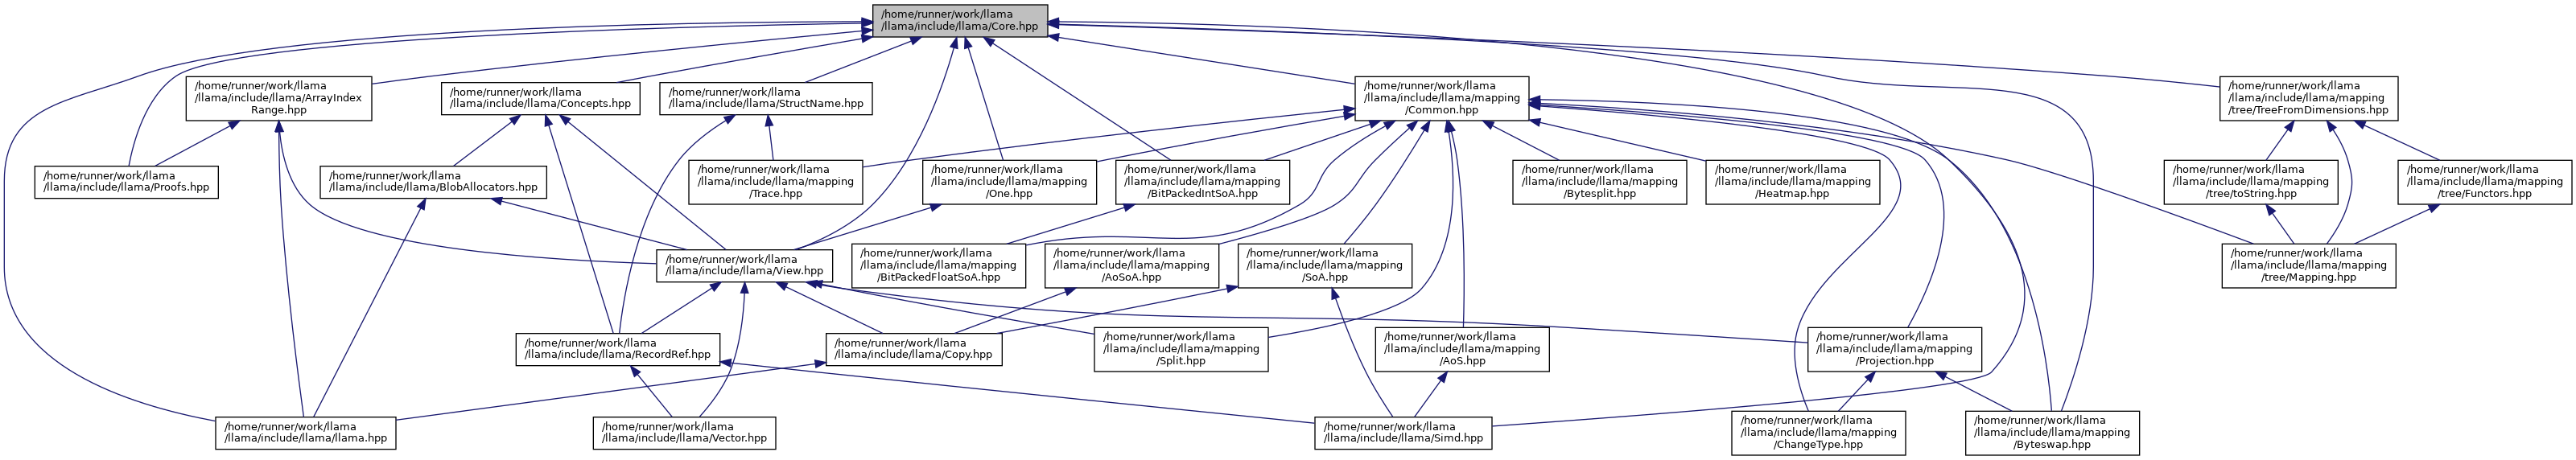 /home/runner/work/llama
/llama/include/llama/Core.hpp
/home/runner/work/llama
/llama/include/llama/ArrayIndex
Range.hpp
/home/runner/work/llama
/llama/include/llama/Concepts.hpp
/home/runner/work/llama
/llama/include/llama/StructName.hpp
/home/runner/work/llama
/llama/include/llama/mapping
/Common.hpp
/home/runner/work/llama
/llama/include/llama/mapping
/tree/TreeFromDimensions.hpp
/home/runner/work/llama
/llama/include/llama/Proofs.hpp
/home/runner/work/llama
/llama/include/llama/BlobAllocators.hpp
/home/runner/work/llama
/llama/include/llama/mapping
/Trace.hpp
/home/runner/work/llama
/llama/include/llama/mapping
/One.hpp
/home/runner/work/llama
/llama/include/llama/mapping
/BitPackedIntSoA.hpp
/home/runner/work/llama
/llama/include/llama/mapping
/Bytesplit.hpp
/home/runner/work/llama
/llama/include/llama/mapping
/Heatmap.hpp
/home/runner/work/llama
/llama/include/llama/mapping
/tree/toString.hpp
/home/runner/work/llama
/llama/include/llama/mapping
/tree/Functors.hpp
/home/runner/work/llama
/llama/include/llama/View.hpp
/home/runner/work/llama
/llama/include/llama/mapping
/BitPackedFloatSoA.hpp
/home/runner/work/llama
/llama/include/llama/mapping
/AoSoA.hpp
/home/runner/work/llama
/llama/include/llama/mapping
/SoA.hpp
/home/runner/work/llama
/llama/include/llama/mapping
/tree/Mapping.hpp
/home/runner/work/llama
/llama/include/llama/RecordRef.hpp
/home/runner/work/llama
/llama/include/llama/Copy.hpp
/home/runner/work/llama
/llama/include/llama/mapping
/Split.hpp
/home/runner/work/llama
/llama/include/llama/mapping
/AoS.hpp
/home/runner/work/llama
/llama/include/llama/mapping
/Projection.hpp
/home/runner/work/llama
/llama/include/llama/llama.hpp
/home/runner/work/llama
/llama/include/llama/Vector.hpp
/home/runner/work/llama
/llama/include/llama/Simd.hpp
/home/runner/work/llama
/llama/include/llama/mapping
/ChangeType.hpp
/home/runner/work/llama
/llama/include/llama/mapping
/Byteswap.hpp